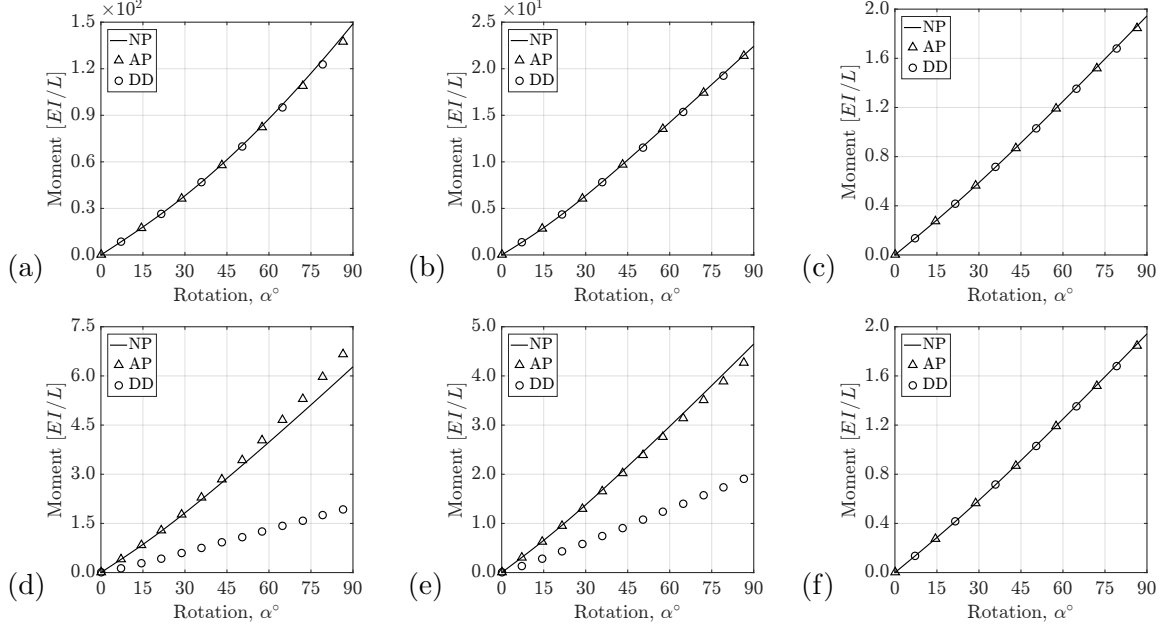 ×10²
1.5
1.2
0.9
0.6
0.3
0.0
Moment [EI/L]
NP
AP
DD
0 15 30 45 60 75 90
Rotation, α°
(a)
×10¹
2.5
2.0
1.5
1.0
5.1
0.0
Moment [EI/L]
NP
AP
DD
0 15 30 45 60 75 90
Rotation, α°
(b)
2.0
1.6
1.2
0.8
0.4
0.0
Moment [EI/L]
NP
AP
DD
0 15 30 45 60 75 90
Rotation, α°
(c)
7.5
6.0
4.5
3.0
1.5
0.0
Moment [EI/L]
NP
AP
DD
0 15 30 45 60 75 90
Rotation, α°
(d)
5.0
4.0
3.0
2.0
1.0
0.0
Moment [EI/L]
NP
AP
DD
0 15 30 45 60 75 90
Rotation, α°
(e)
2.0
1.6
1.2
0.8
0.4
0.0
Moment [EI/L]
NP
AP
DD
0 15 30 45 60 75 90
Rotation, α°
(f)